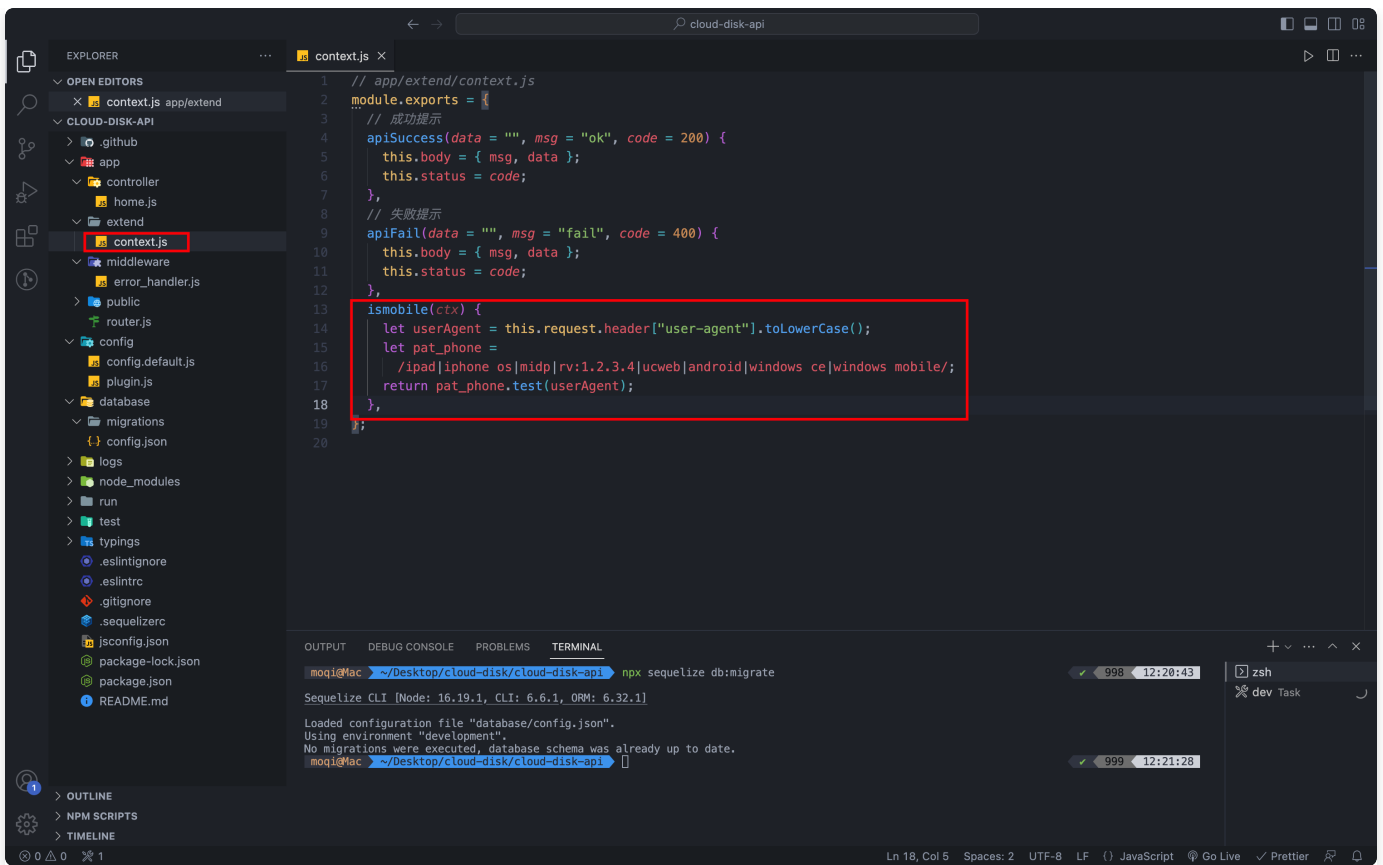 cloud-disk-api
EXPLORER
OPEN EDITORS
context.js app/extend
CLOUD-DISK-API
.github
app
controller
home.js
extend
context.js
middleware
error_handler.js
public
router.js
config
config.default.js
plugin.js
database
migrations
config.json
logs
node_modules
run
test
typings
.eslintignore
.eslintrc
.gitignore
.sequelizerc
jsconfig.json
package-lock.json
package.json
README.md
OUTLINE
NPM SCRIPTS
TIMELINE
context.js
1 // app/extend/context.js
2 module.exports = {
3 // 成功提示
4 apiSuccess(data = "", msg = "ok", code = 200) {
5 this.body = { msg, data };
6 this.status = code;
7 },
8 // 失败提示
9 apiFail(data = "", msg = "fail", code = 400) {
10 this.body = { msg, data };
11 this.status = code;
12 },
13 ismobile(ctx) {
14 let userAgent = this.request.header["user-agent"].toLowerCase();
15 let pat_phone =
16 /ipad|iphone os|midp|rv:1.2.3.4|ucweb|android|windows ce|windows mobile/;
17 return pat_phone.test(userAgent);
18 },
19 };
20
OUTPUT DEBUG CONSOLE PROBLEMS TERMINAL
moqi@Mac ~/Desktop/cloud-disk/cloud-disk-api npx sequelize db:migrate ✔ 998 12:20:43
Sequelize CLI [Node: 16.19.1, CLI: 6.6.1, ORM: 6.32.1]
Loaded configuration file "database/config.json".
Using environment "development".
No migrations were executed, database schema was already up to date.
moqi@Mac ~/Desktop/cloud-disk/cloud-disk-api ✔ 999 12:21:28
zsh
dev Task
1
0 0 1
Ln 18, Col 5 Spaces: 2 UTF-8 LF {} JavaScript Go Live Prettier